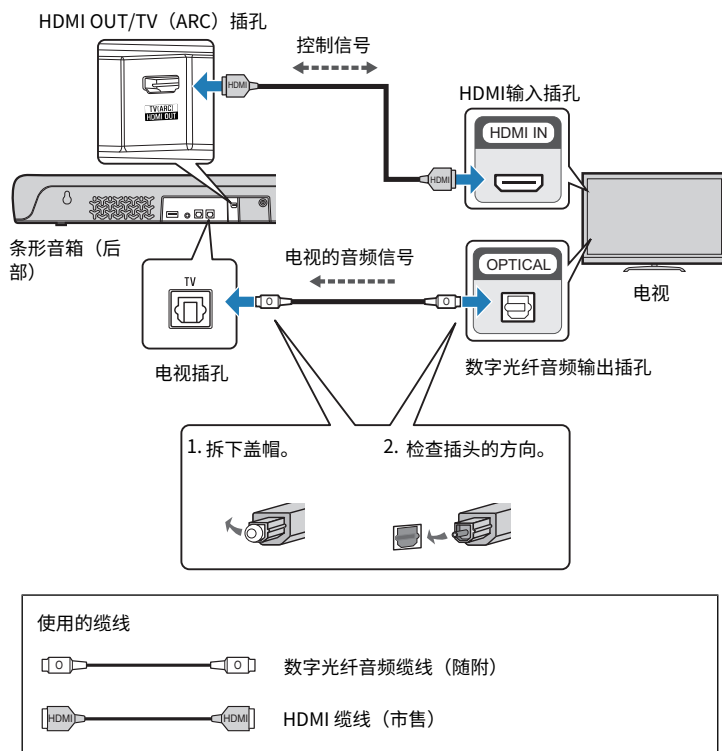 HDMI OUT/TV（ARC）插孔
控制信号
HDMI
TV(ARC)
HDMI OUT
HDMI输入插孔
HDMI IN
HDMI
条形音箱（后
部）
电视的音频信号
OPTICAL
TV
O
O
电视
电视插孔
数字光纤音频输出插孔
1. 拆下盖帽。
2. 检查插头的方向。
使用的缆线
O
O
数字光纤音频缆线（随附）
HDMI
HDMI
HDMI 缆线（市售）